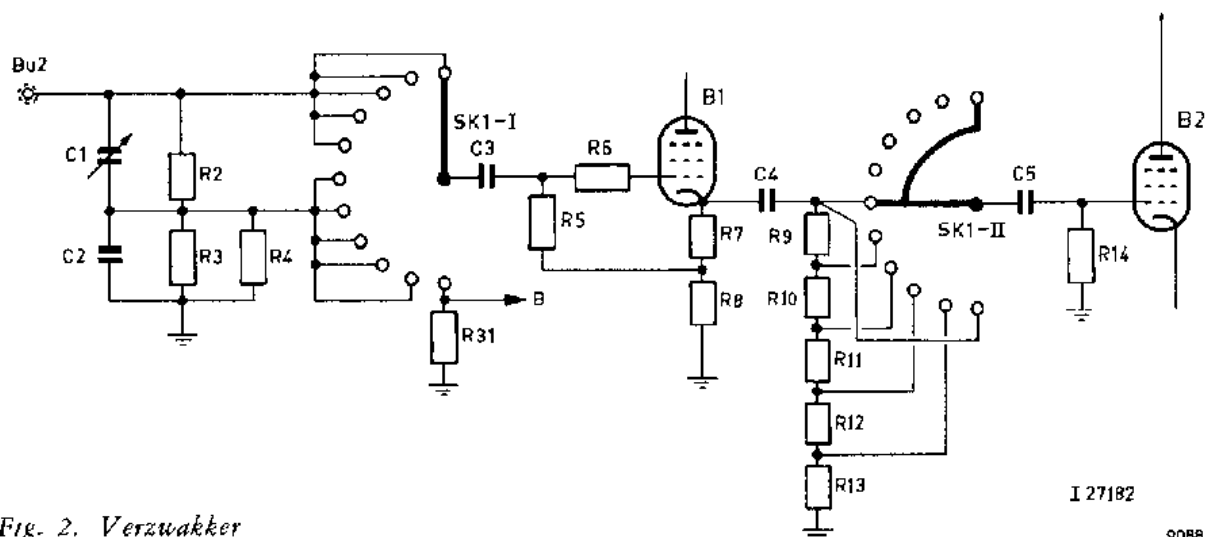 Bu2
C1
R2
C2
R3
R4
SK1-I
C3
R6
R5
B
R31
B1
R7
R8
C4
R9
R10
R11
R12
R13
SK1-II
C5
R14
B2
I 27182
Fig. 2. Verzwakker
9088